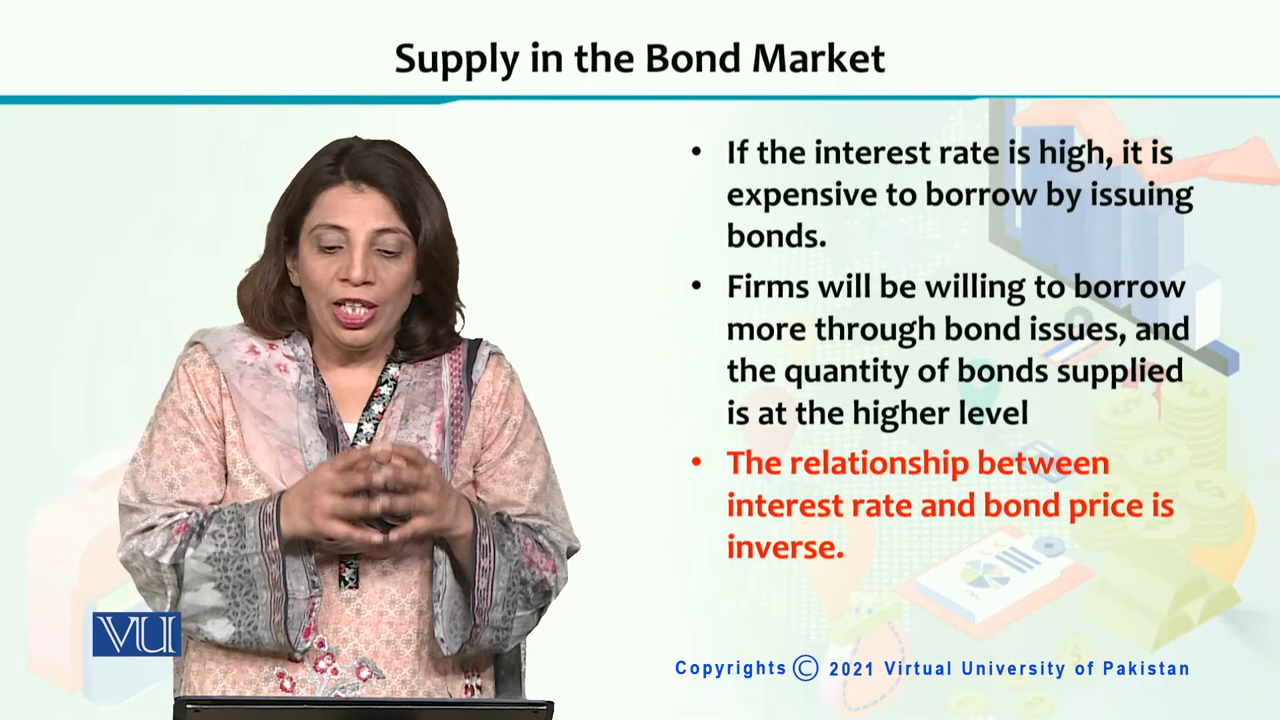 Supply in the Bond Market
• If the interest rate is high, it is
expensive to borrow by issuing
bonds.
• Firms will be willing to borrow
more through bond issues, and
the quantity of bonds supplied
is at the higher level
• The relationship between
interest rate and bond price is
inverse.
VU
Copyrights © 2021 Virtual University of Pakistan